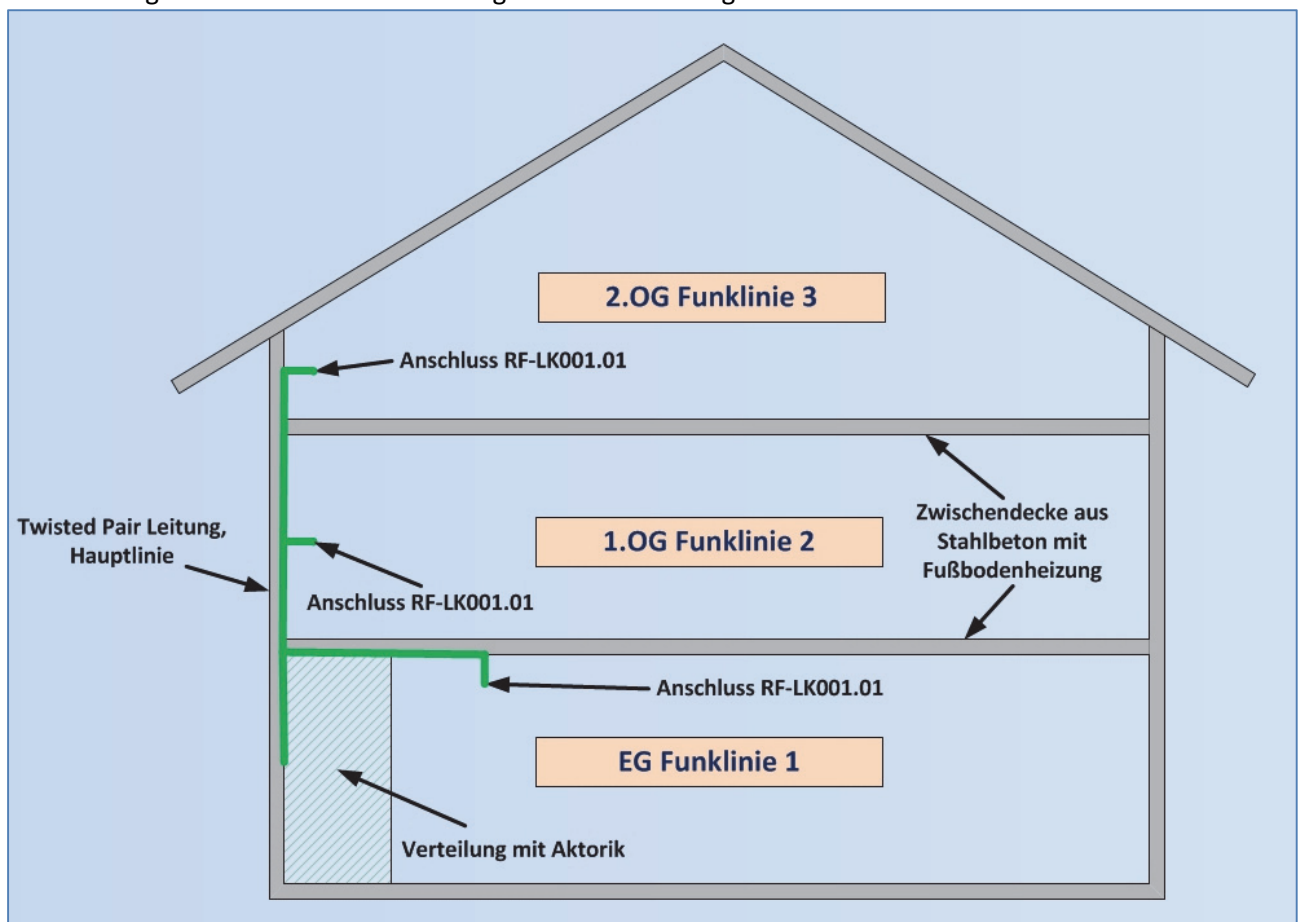 2.OG Funklinie 3
Anschluss RF-LK001.01
Twisted Pair Leitung,
Hauptlinie
1.OG Funklinie 2
Zwischendecke aus
Stahlbeton mit
Fußbodenheizung
Anschluss RF-LK001.01
Anschluss RF-LK001.01
EG Funklinie 1
Verteilung mit Aktorik